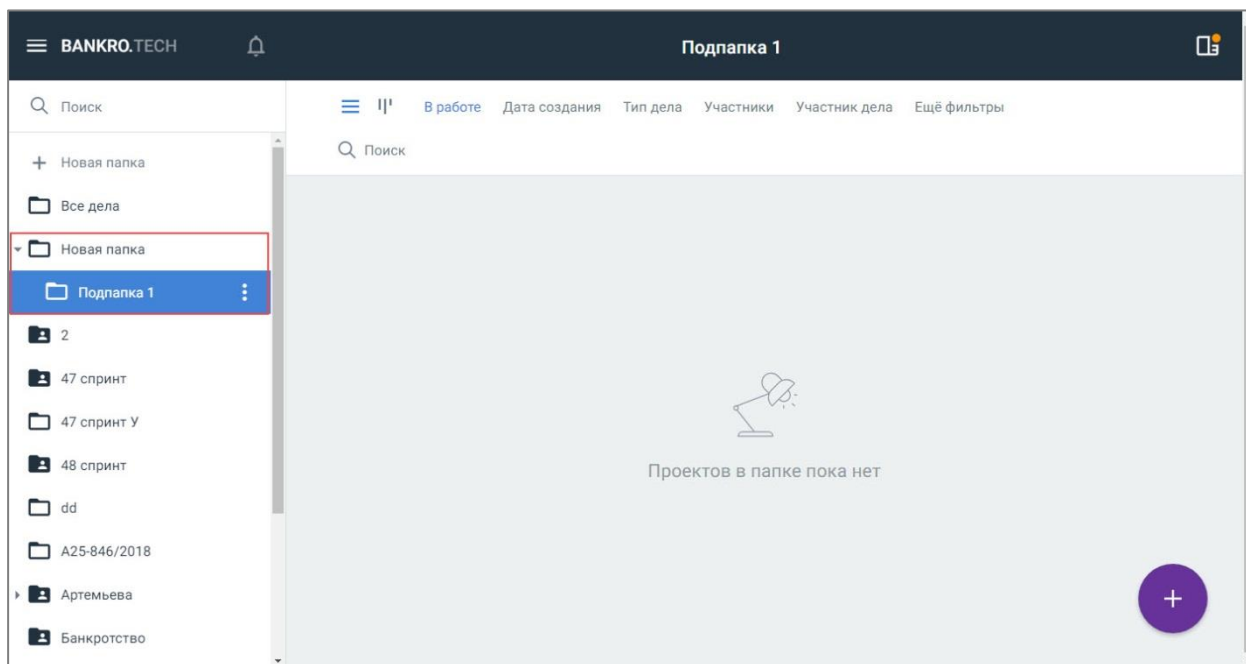 BANKRO.TECH
Подпапка 1
Поиск
В работе Дата создания Тип дела Участники Участник дела Ещё фильтры
Поиск
Новая папка
Все дела
Новая папка
Подпапка 1
2
47 спринт
47 спринт У
48 спринт
dd
А25-846/2018
Артемьева
Банкротство
Проектов в папке пока нет